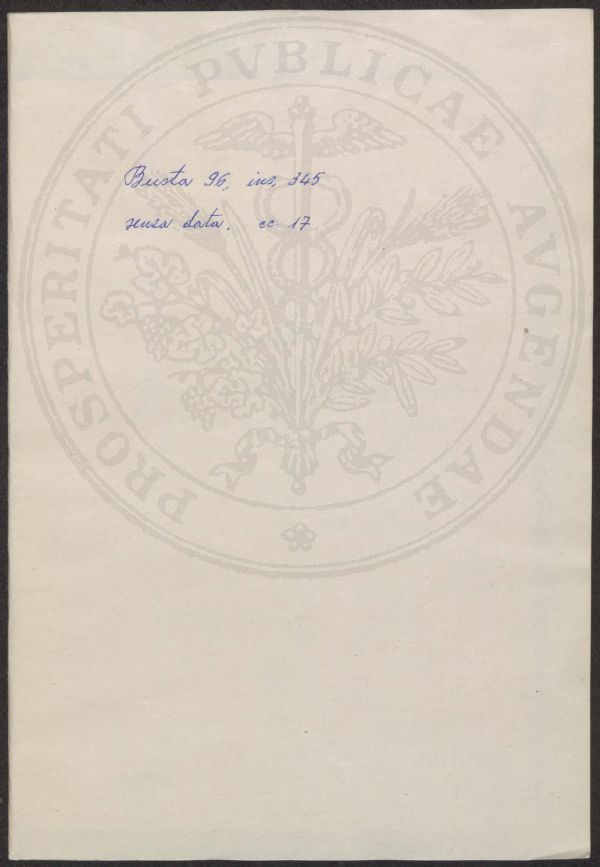 PROSPERITATI PVBLICAE AVGENDAE
Busta 96, ins, 345
senza data. cc 17